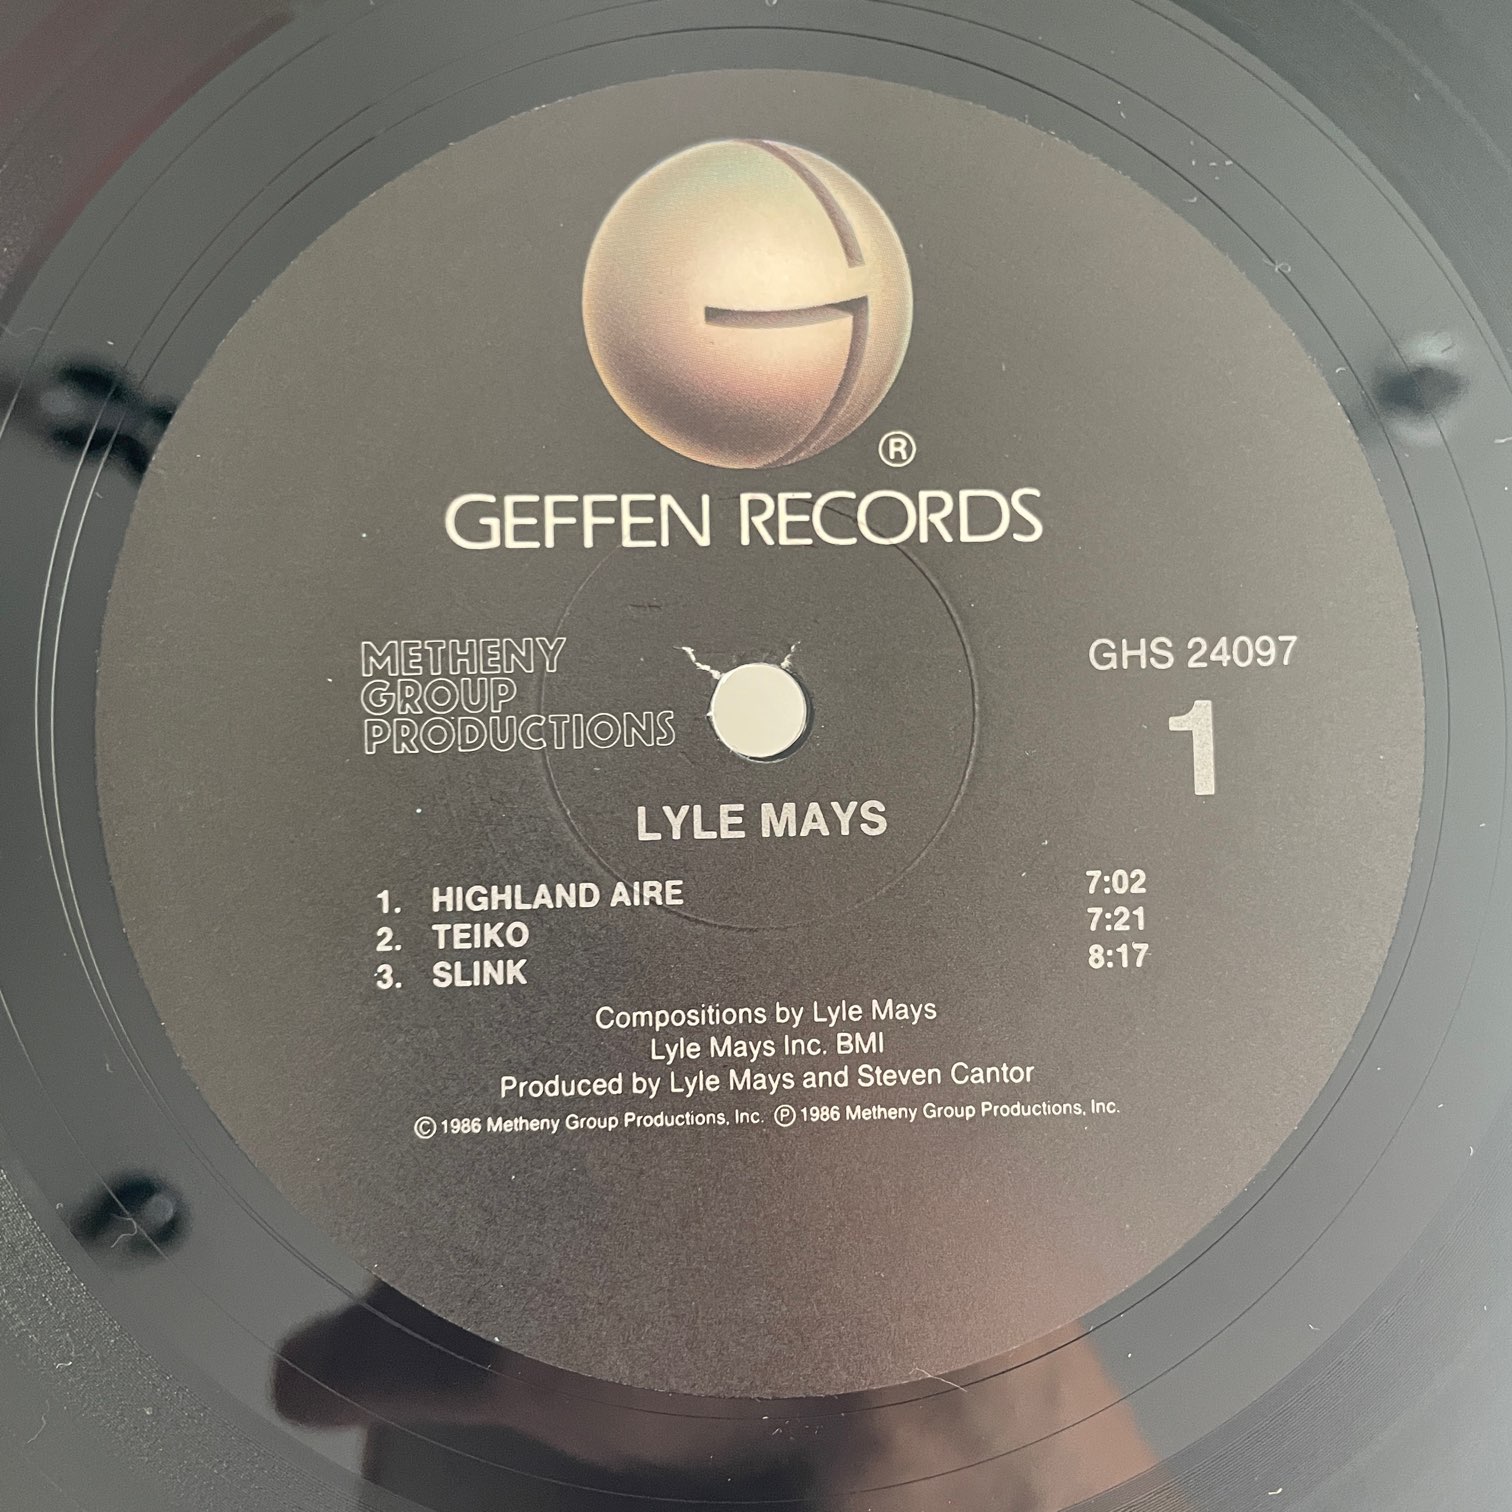 G
®
GEFFEN RECORDS
METHENY
GROUP
PRODUCTIONS
GHS 24097
1
LYLE MAYS
1. HIGHLAND AIRE 7:02
2. TEIKO 7:21
3. SLINK 8:17
Compositions by Lyle Mays
Lyle Mays Inc. BMI
Produced by Lyle Mays and Steven Cantor
© 1986 Metheny Group Productions, Inc. ℗ 1986 Metheny Group Productions, Inc.